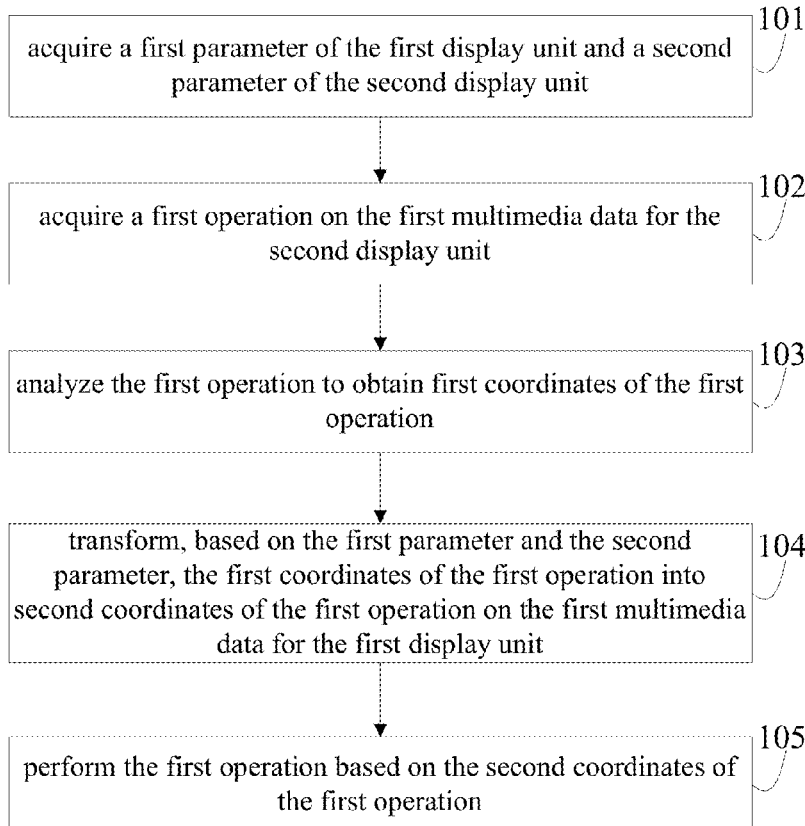 101
acquire a first parameter of the first display unit and a second
parameter of the second display unit
102
acquire a first operation on the first multimedia data for the
second display unit
103
analyze the first operation to obtain first coordinates of the first
operation
104
transform, based on the first parameter and the second
parameter, the first coordinates of the first operation into
second coordinates of the first operation on the first multimedia
data for the first display unit
105
perform the first operation based on the second coordinates of
the first operation